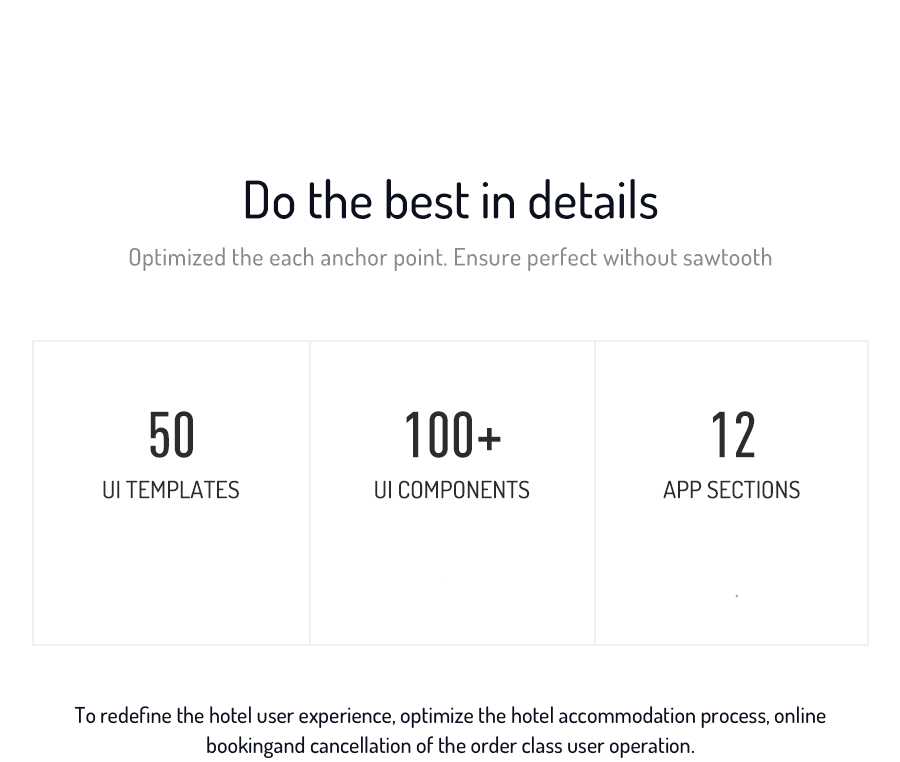 Do the best in details
Optimized the each anchor point. Ensure perfect without sawtooth
50
UI TEMPLATES
100+
UI COMPONENTS
12
APP SECTIONS
.
To redefine the hotel user experience, optimize the hotel accommodation process, online
bookingand cancellation of the order class user operation.